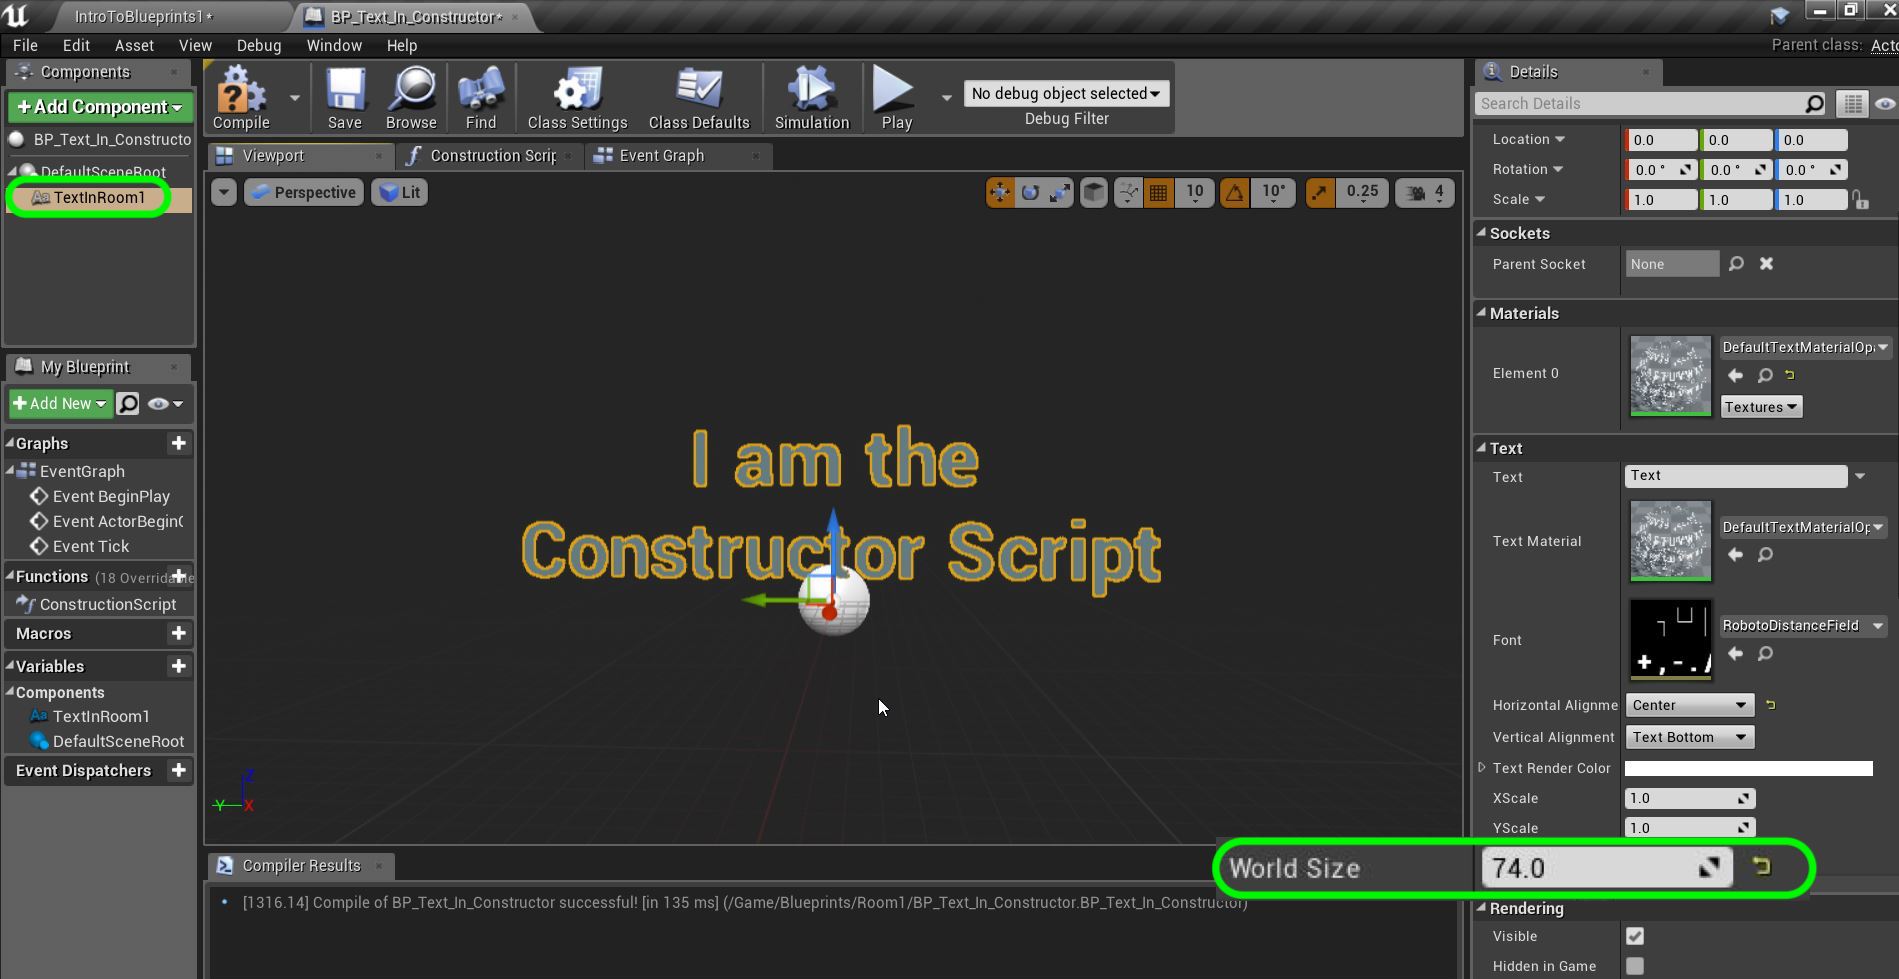 IntroToBlueprints1*
BP_Text_In_Constructor*
File Edit Asset View Debug Window Help
Parent class: Acto
Components
+Add Component
BP_Text_In_Constructo
DefaultSceneRoot
TextInRoom1
My Blueprint
+Add New
Graphs
EventGraph
Event BeginPlay
Event ActorBeginO
Event Tick
Functions (18 Overridable
ConstructionScript
Macros
Variables
Components
TextInRoom1
DefaultSceneRoot
Event Dispatchers
Compile Save Browse Find Class Settings Class Defaults Simulation Play
No debug object selected
Debug Filter
Viewport Construction Scrip Event Graph
Perspective Lit
10 10° 0.25 4
I am the
Constructor Script
Z
Y X
Compiler Results
[1316.14] Compile of BP_Text_In_Constructor successful! [in 135 ms] (/Game/Blueprints/Room1/BP_Text_In_Constructor.BP_Text_In_Constructor)
Details
Search Details
Location 0.0 0.0 0.0
Rotation 0.0 ° 0.0 ° 0.0 °
Scale 1.0 1.0 1.0
Sockets
Parent Socket None
Materials
Element 0
DefaultTextMaterialOp
Textures
Text
Text Text
Text Material
DefaultTextMaterialOp
Font
RobotoDistanceField
Horizontal Alignme Center
Vertical Alignment Text Bottom
Text Render Color
XScale 1.0
YScale 1.0
World Size 74.0
Rendering
Visible
Hidden in Game